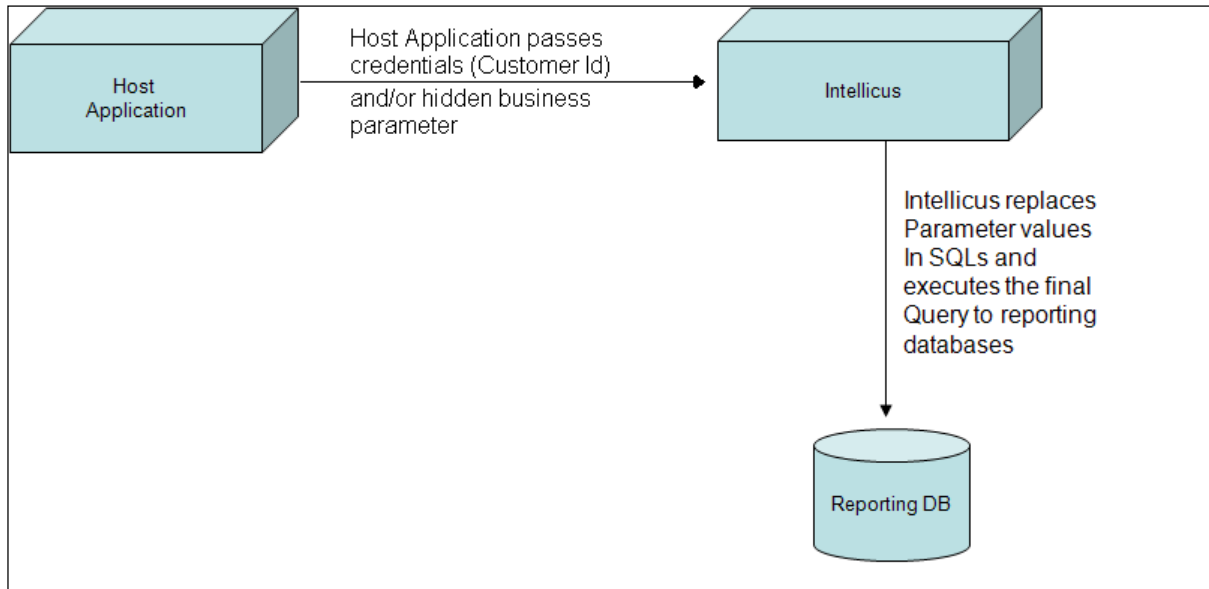 Host
Application
Host Application passes
credentials (Customer Id)
and/or hidden business
parameter
Intellicus
Intellicus replaces
Parameter values
In SQLs and
executes the final
Query to reporting
databases
Reporting DB